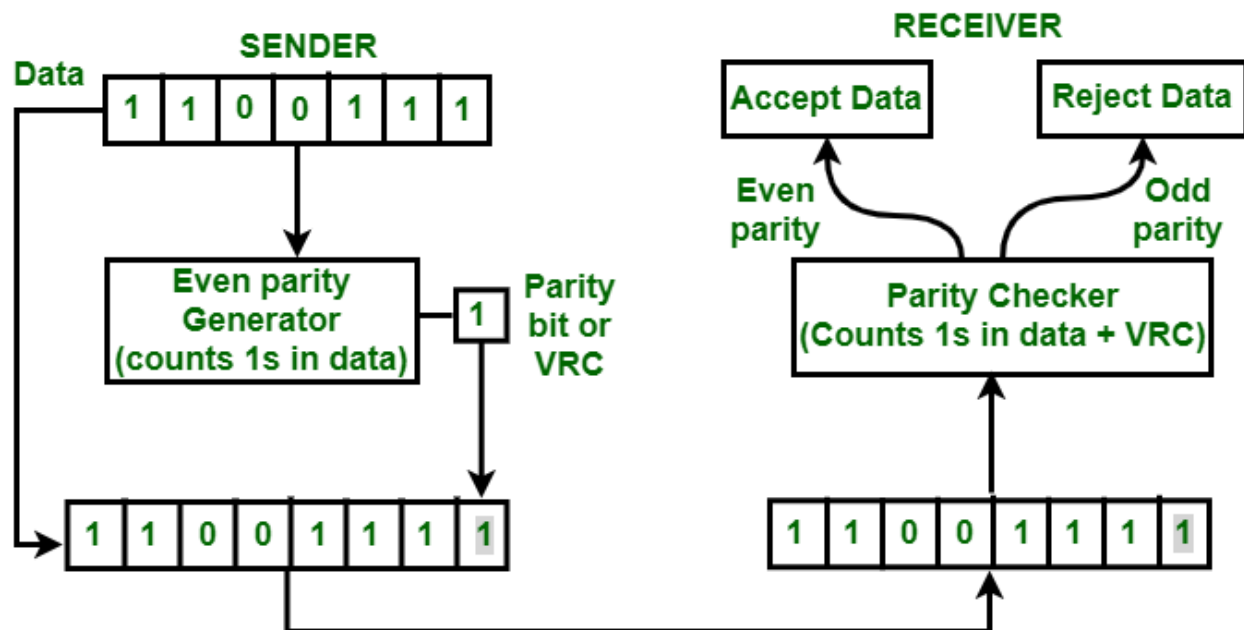 SENDER
Data
1 1 0 0 1 1 1
Even parity
Generator
(counts 1s in data)
1
Parity
bit or
VRC
1 1 0 0 1 1 1 1
RECEIVER
Accept Data
Reject Data
Even
parity
Odd
parity
Parity Checker
(Counts 1s in data + VRC)
1 1 0 0 1 1 1 1